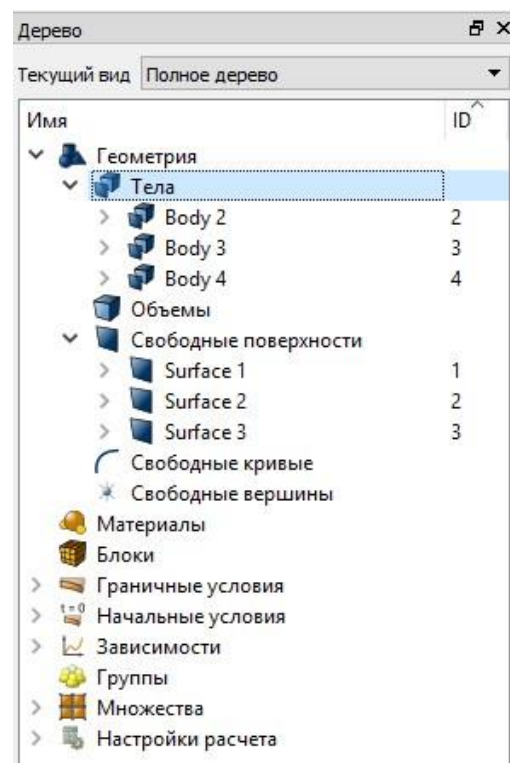 Дерево
Текущий вид Полное дерево
Имя ID
Геометрия
Тела
Body 2 2
Body 3 3
Body 4 4
Объемы
Свободные поверхности
Surface 1 1
Surface 2 2
Surface 3 3
Свободные кривые
Свободные вершины
Материалы
Блоки
Граничные условия
t = 0 Начальные условия
Зависимости
Группы
Множества
Настройки расчета